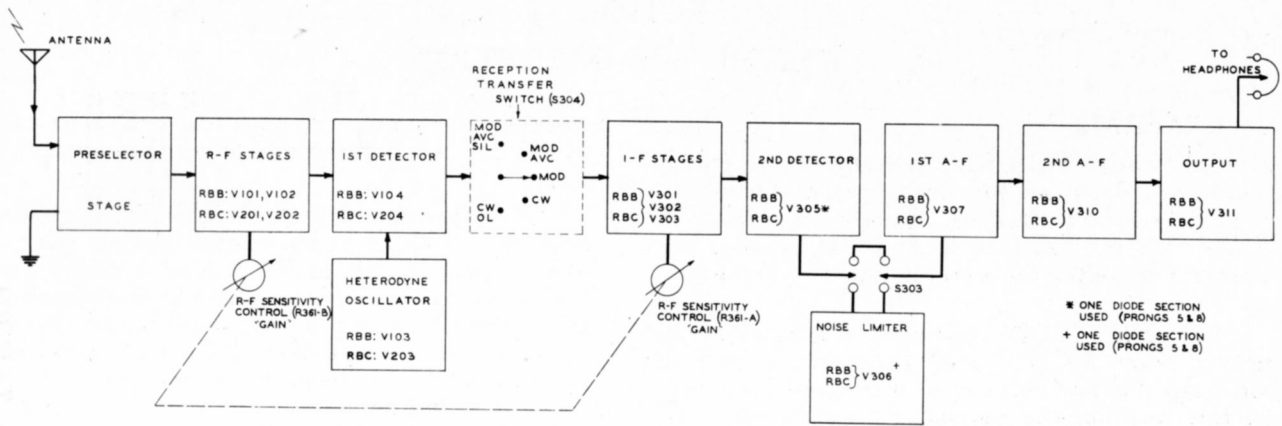 ANTENNA
PRESELECTOR
STAGE
R-F STAGES
RBB: V101, V102
RBC: V201, V202
R-F SENSITIVITY
CONTROL (R361-B)
"GAIN"
1ST DETECTOR
RBB: V104
RBC: V204
HETERODYNE
OSCILLATOR
RBB: V103
RBC: V203
RECEPTION
TRANSFER
SWITCH (S304)
MOD
AVC
SIL
MOD
AVC
MOD
CW
CW
OL
I-F STAGES
RBB} V301
V302
RBC} V303
R-F SENSITIVITY
CONTROL (R361-A)
"GAIN"
2ND DETECTOR
RBB} V305*
RBC}
S303
NOISE LIMITER
RBB} V306+
RBC}
1ST A-F
RBB} V307
RBC}
2ND A-F
RBB} V310
RBC}
OUTPUT
RBB} V311
RBC}
TO
HEADPHONES
* ONE DIODE SECTION
USED (PRONGS 5 & 8)
+ ONE DIODE SECTION
USED (PRONGS 5 & 8)